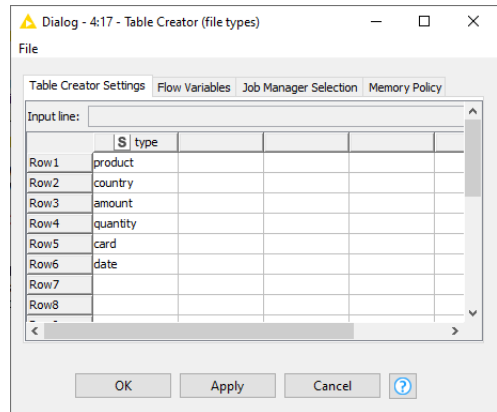 Dialog - 4:17 - Table Creator (file types)
File
Table Creator Settings Flow Variables Job Manager Selection Memory Policy
Input line:
S type
Row1 product
Row2 country
Row3 amount
Row4 quantity
Row5 card
Row6 date
Row7
Row8
OK Apply Cancel ?